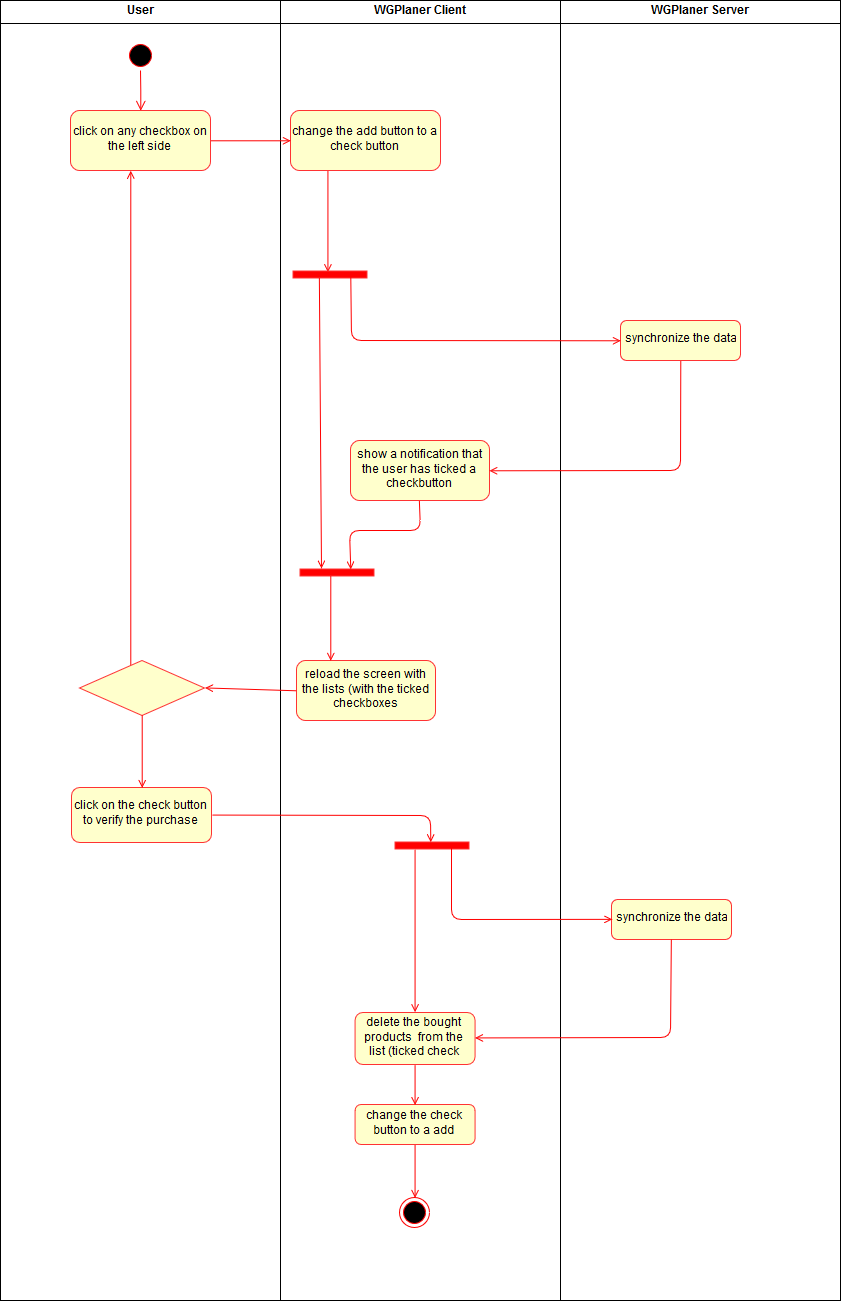 User
WGPlaner Client
WGPlaner Server
click on any checkbox on
the left side
change the add button to a
check button
synchronize the data
show a notification that
the user has ticked a
checkbutton
reload the screen with
the lists (with the ticked
checkboxes
click on the check button
to verify the purchase
synchronize the data
delete the bought
products  from the
list (ticked check
change the check
button to a add